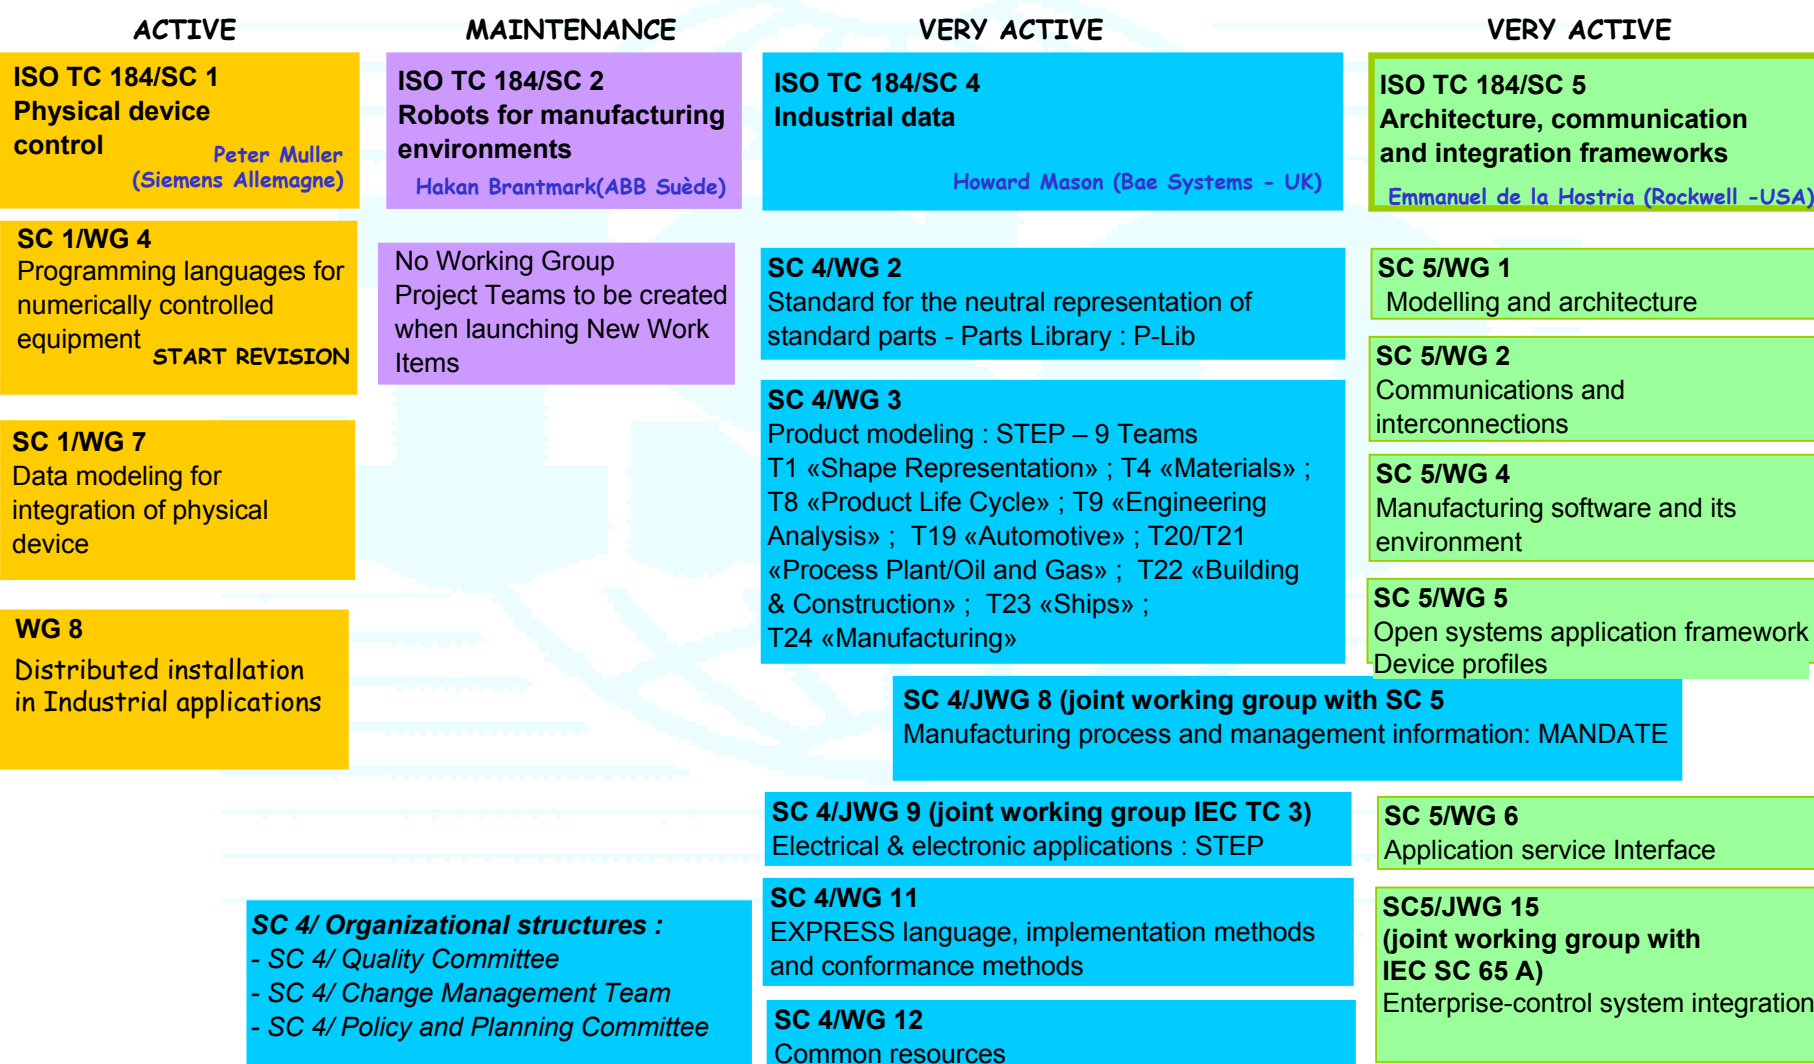 ACTIVE
MAINTENANCE
VERY ACTIVE
VERY ACTIVE
ISO TC 184/SC 1
Physical device
control
Peter Muller
(Siemens Allemagne)
ISO TC 184/SC 2
Robots for manufacturing
environments
Hakan Brantmark(ABB Suède)
ISO TC 184/SC 4
Industrial data
Howard Mason (Bae Systems - UK)
ISO TC 184/SC 5
Architecture, communication
and integration frameworks
Emmanuel de la Hostria (Rockwell -USA)
SC 1/WG 4
Programming languages for
numerically controlled
equipment
START REVISION
SC 1/WG 7
Data modeling for
integration of physical
device
WG 8
Distributed installation
in Industrial applications
No Working Group
Project Teams to be created
when launching New Work
Items
SC 4/WG 2
Standard for the neutral representation of
standard parts - Parts Library : P-Lib
SC 4/WG 3
Product modeling : STEP – 9 Teams
T1 «Shape Representation» ; T4 «Materials» ;
T8 «Product Life Cycle» ; T9 «Engineering
Analysis» ; T19 «Automotive» ; T20/T21
«Process Plant/Oil and Gas» ; T22 «Building
& Construction» ; T23 «Ships» ;
T24 «Manufacturing»
SC 5/WG 1
Modelling and architecture
SC 5/WG 2
Communications and
interconnections
SC 5/WG 4
Manufacturing software and its
environment
SC 5/WG 5
Open systems application framework
Device profiles
SC 4/JWG 8 (joint working group with SC 5
Manufacturing process and management information: MANDATE
SC 4/JWG 9 (joint working group IEC TC 3)
Electrical & electronic applications : STEP
SC 4/WG 11
EXPRESS language, implementation methods
and conformance methods
SC 4/WG 12
Common resources
SC 5/WG 6
Application service Interface
SC5/JWG 15
(joint working group with
IEC SC 65 A)
Enterprise-control system integration
SC 4/ Organizational structures :
- SC 4/ Quality Committee
- SC 4/ Change Management Team
- SC 4/ Policy and Planning Committee